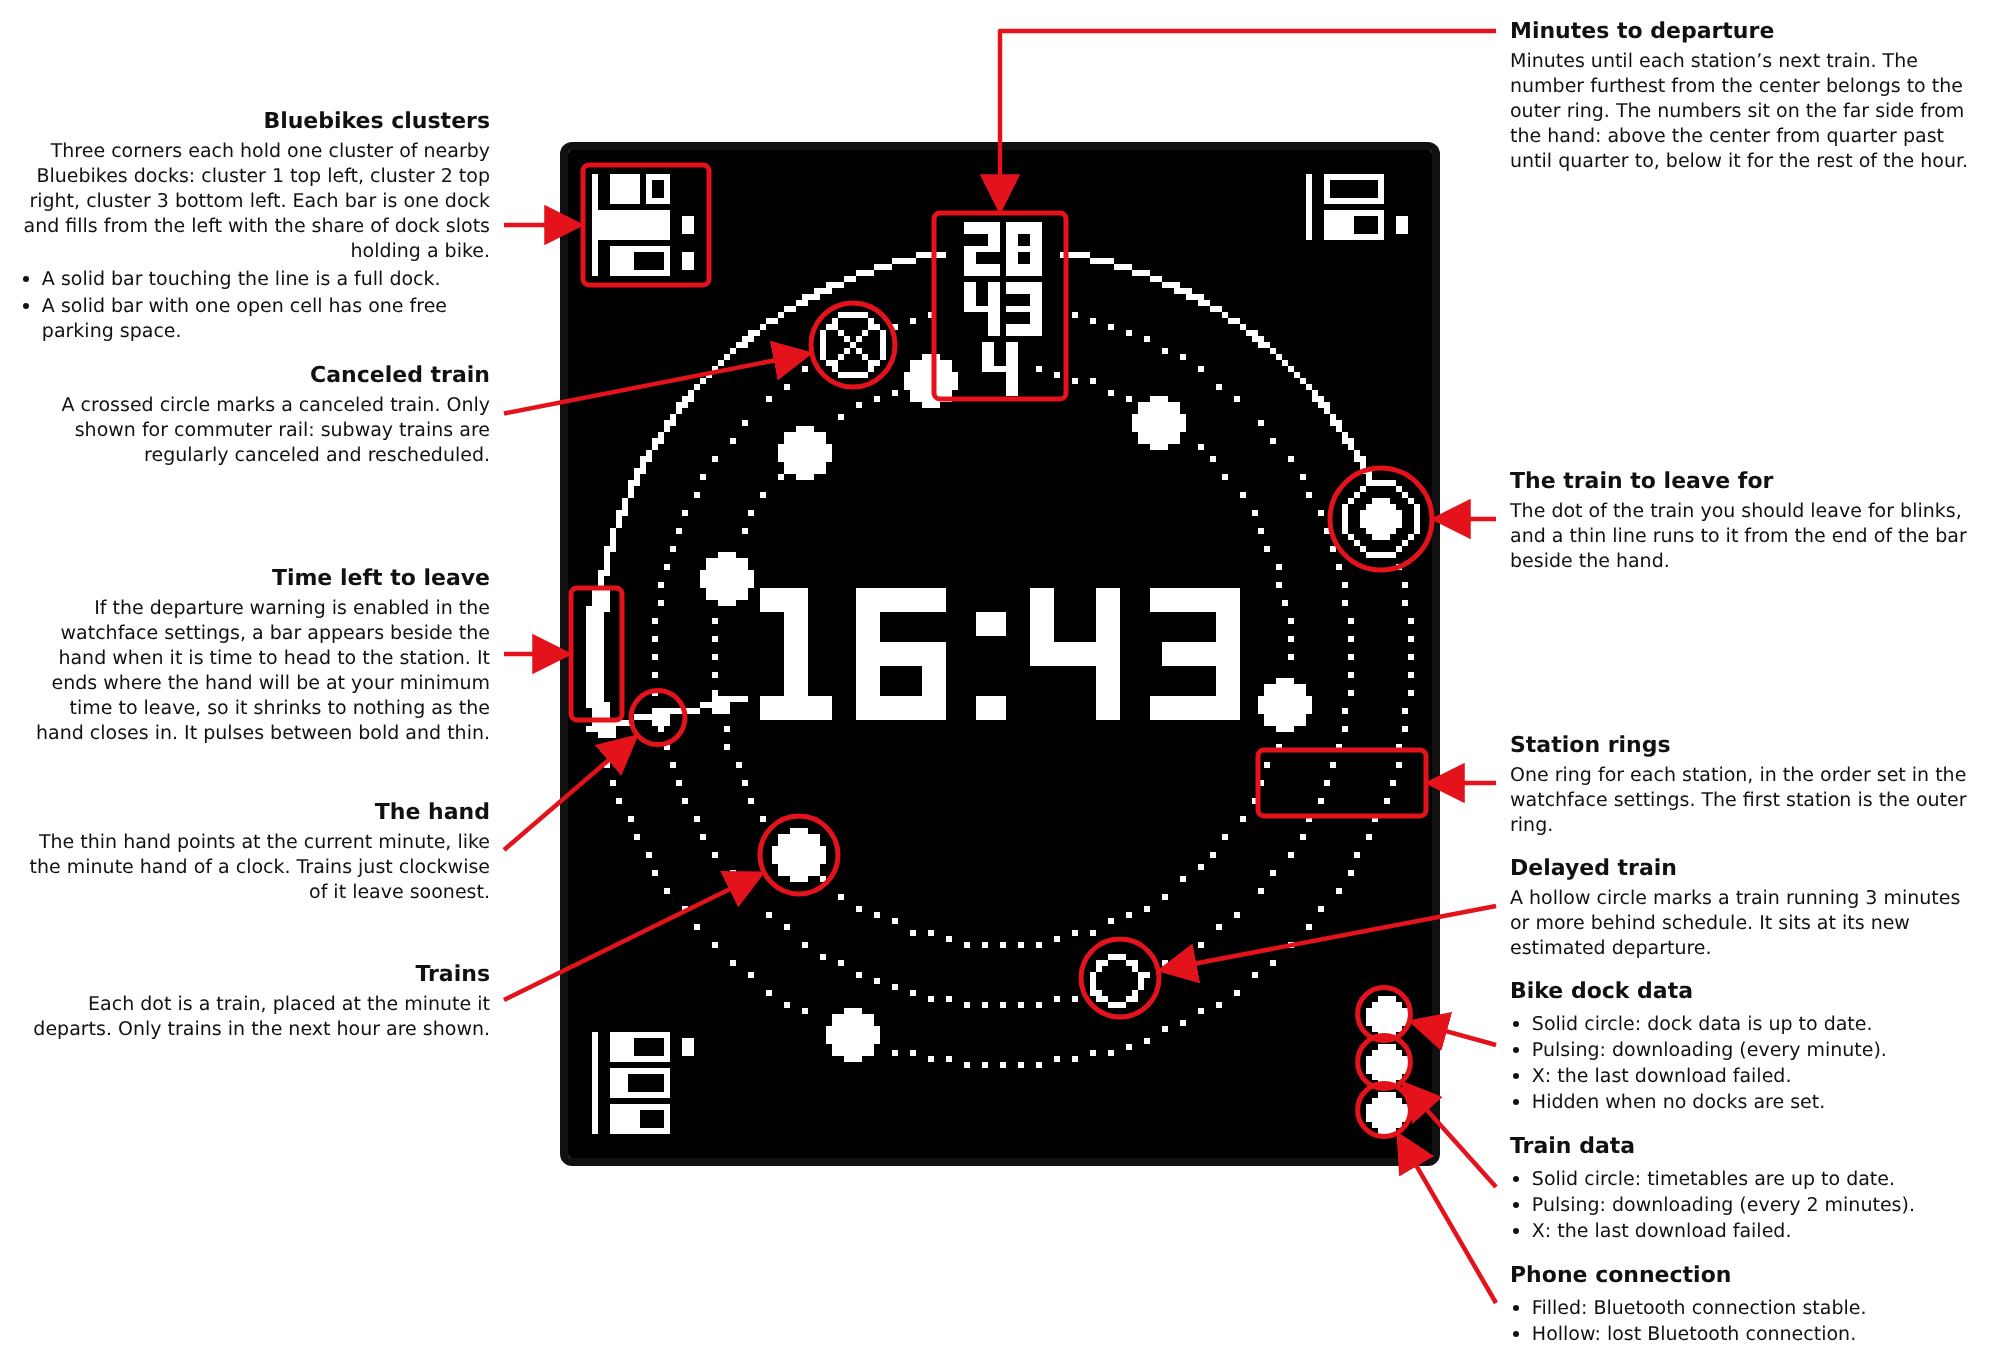 Minutes to departure
Minutes until each station’s next train. The
number furthest from the center belongs to the
outer ring. The numbers sit on the far side from
the hand: above the center from quarter past
until quarter to, below it for the rest of the hour.
Bluebikes clusters
Three corners each hold one cluster of nearby
Bluebikes docks: cluster 1 top left, cluster 2 top
right, cluster 3 bottom left. Each bar is one dock
and fills from the left with the share of dock slots
holding a bike.
• A solid bar touching the line is a full dock.
• A solid bar with one open cell has one free
parking space.
Canceled train
A crossed circle marks a canceled train. Only
shown for commuter rail: subway trains are
regularly canceled and rescheduled.
Time left to leave
If the departure warning is enabled in the
watchface settings, a bar appears beside the
hand when it is time to head to the station. It
ends where the hand will be at your minimum
time to leave, so it shrinks to nothing as the
hand closes in. It pulses between bold and thin.
The hand
The thin hand points at the current minute, like
the minute hand of a clock. Trains just clockwise
of it leave soonest.
Trains
Each dot is a train, placed at the minute it
departs. Only trains in the next hour are shown.
28
43
4
16:43
The train to leave for
The dot of the train you should leave for blinks,
and a thin line runs to it from the end of the bar
beside the hand.
Station rings
One ring for each station, in the order set in the
watchface settings. The first station is the outer
ring.
Delayed train
A hollow circle marks a train running 3 minutes
or more behind schedule. It sits at its new
estimated departure.
Bike dock data
• Solid circle: dock data is up to date.
• Pulsing: downloading (every minute).
• X: the last download failed.
• Hidden when no docks are set.
Train data
• Solid circle: timetables are up to date.
• Pulsing: downloading (every 2 minutes).
• X: the last download failed.
Phone connection
• Filled: Bluetooth connection stable.
• Hollow: lost Bluetooth connection.